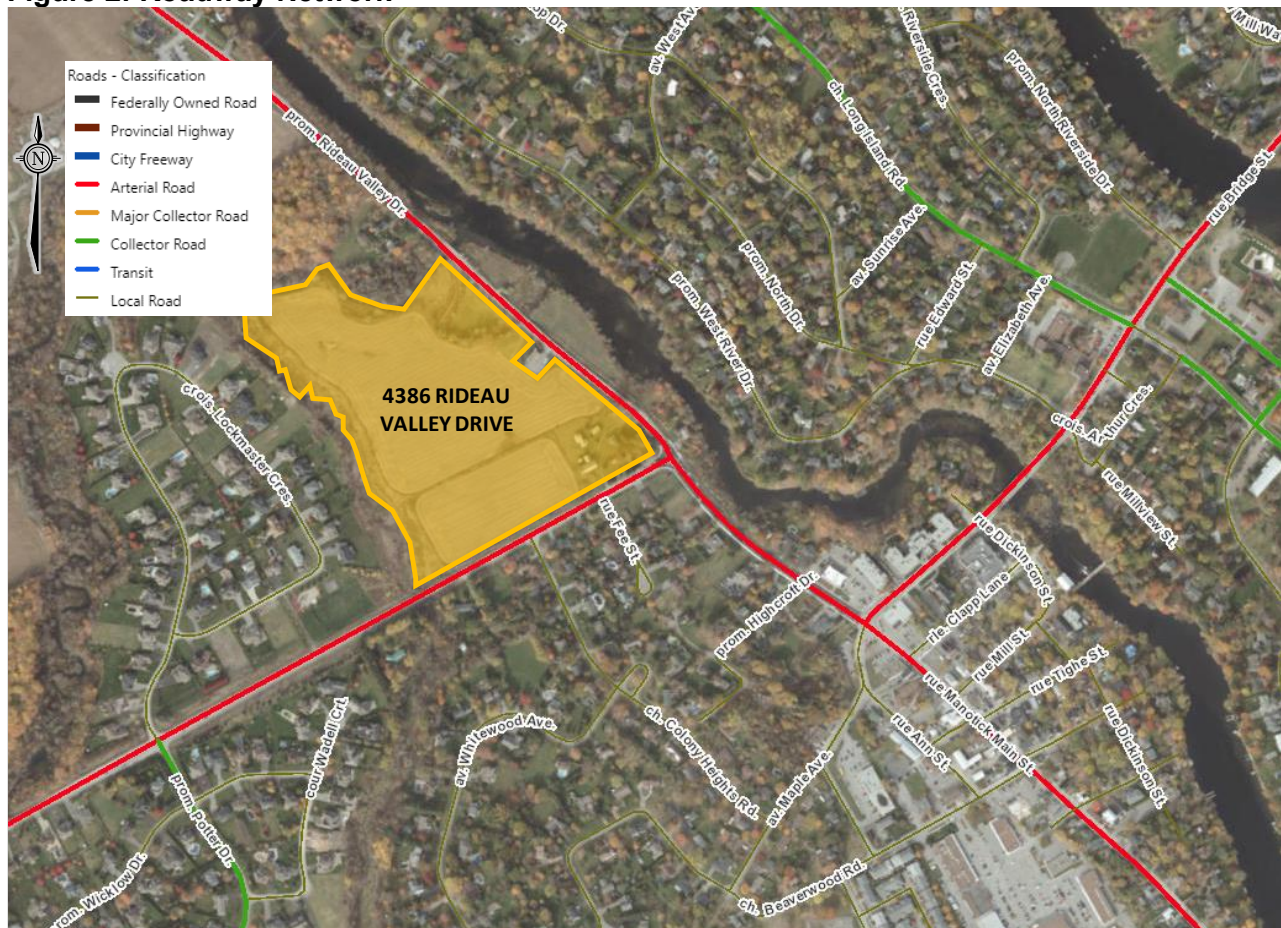 Figure 2: Roadway Network
Roads - Classification
Federally Owned Road
Provincial Highway
City Freeway
Arterial Road
Major Collector Road
Collector Road
Transit
Local Road
N
op Dr.
av. West Ave.
Riverside Cres.
Mill Wa
prom. North Riverside Dr.
ch. Long Island Rd.
rue Bridge St.
prom. Rideau Valley Dr.
av. Sunrise Ave.
prom. North Dr.
rue Edward St.
av. Elizabeth Ave.
prom. West River Dr.
4386 RIDEAU
VALLEY DRIVE
crois. Lockmaster Cres.
crois. A
rthur Cres.
rue Millview St.
rue Fee St.
rue Dickinson St.
rle. Clapp Lane
prom. Highcroft Dr.
rue Mill St.
rue Tighe St.
rue Manotick Main St.
rue Dickinson St.
rue Ann St.
ch. Colony Heights Rd.
av. Whitewood Ave.
av. Maple Ave.
cour Wadell Crt.
prom. Potter Dr.
prom. Wicklow Dr.
ch. Beaverwood Rd.